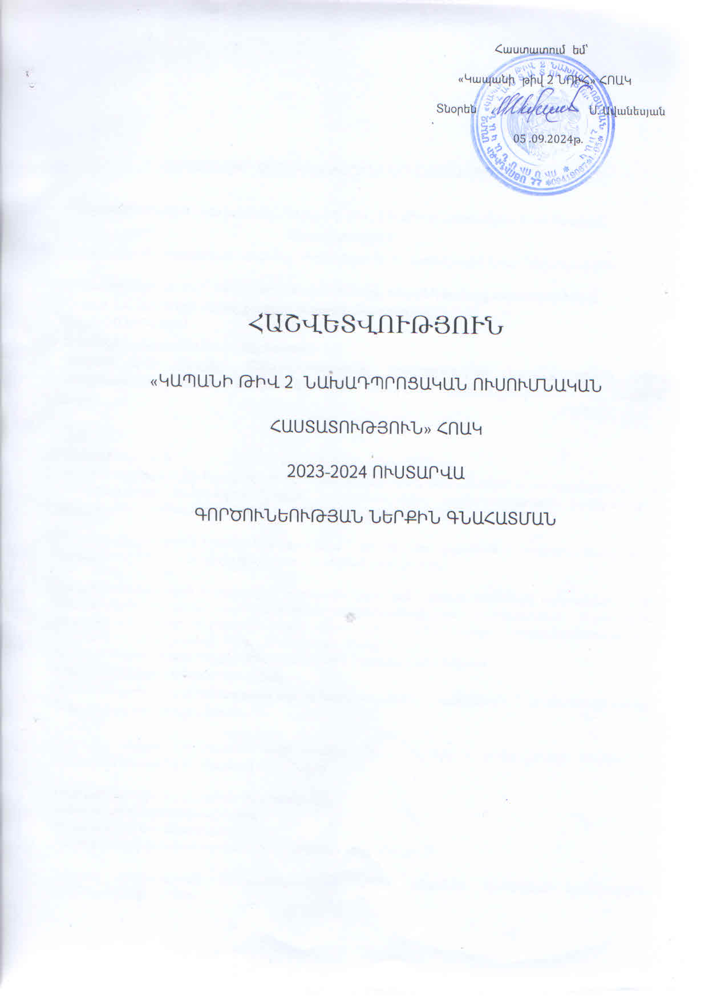 Հաստատում եմ՝
«Կապանի թիվ 2 ՆՈՒՀ» ՀՈԱԿ
Տնօրեն Ս. Ավանեսյան
05 .09.2024թ.
ՀԱՇՎԵՏՎՈՒԹՅՈՒՆ
«ԿԱՊԱՆԻ ԹԻՎ 2 ՆԱԽԱԴՊՐՈՑԱԿԱՆ ՈՒՍՈՒՄՆԱԿԱՆ
ՀԱՍՏԱՏՈՒԹՅՈՒՆ» ՀՈԱԿ
2023-2024 ՈՒՍՏԱՐՎԱ
ԳՈՐԾՈՒՆԵՈՒԹՅԱՆ ՆԵՐՔԻՆ ԳՆԱՀԱՏՄԱՆ